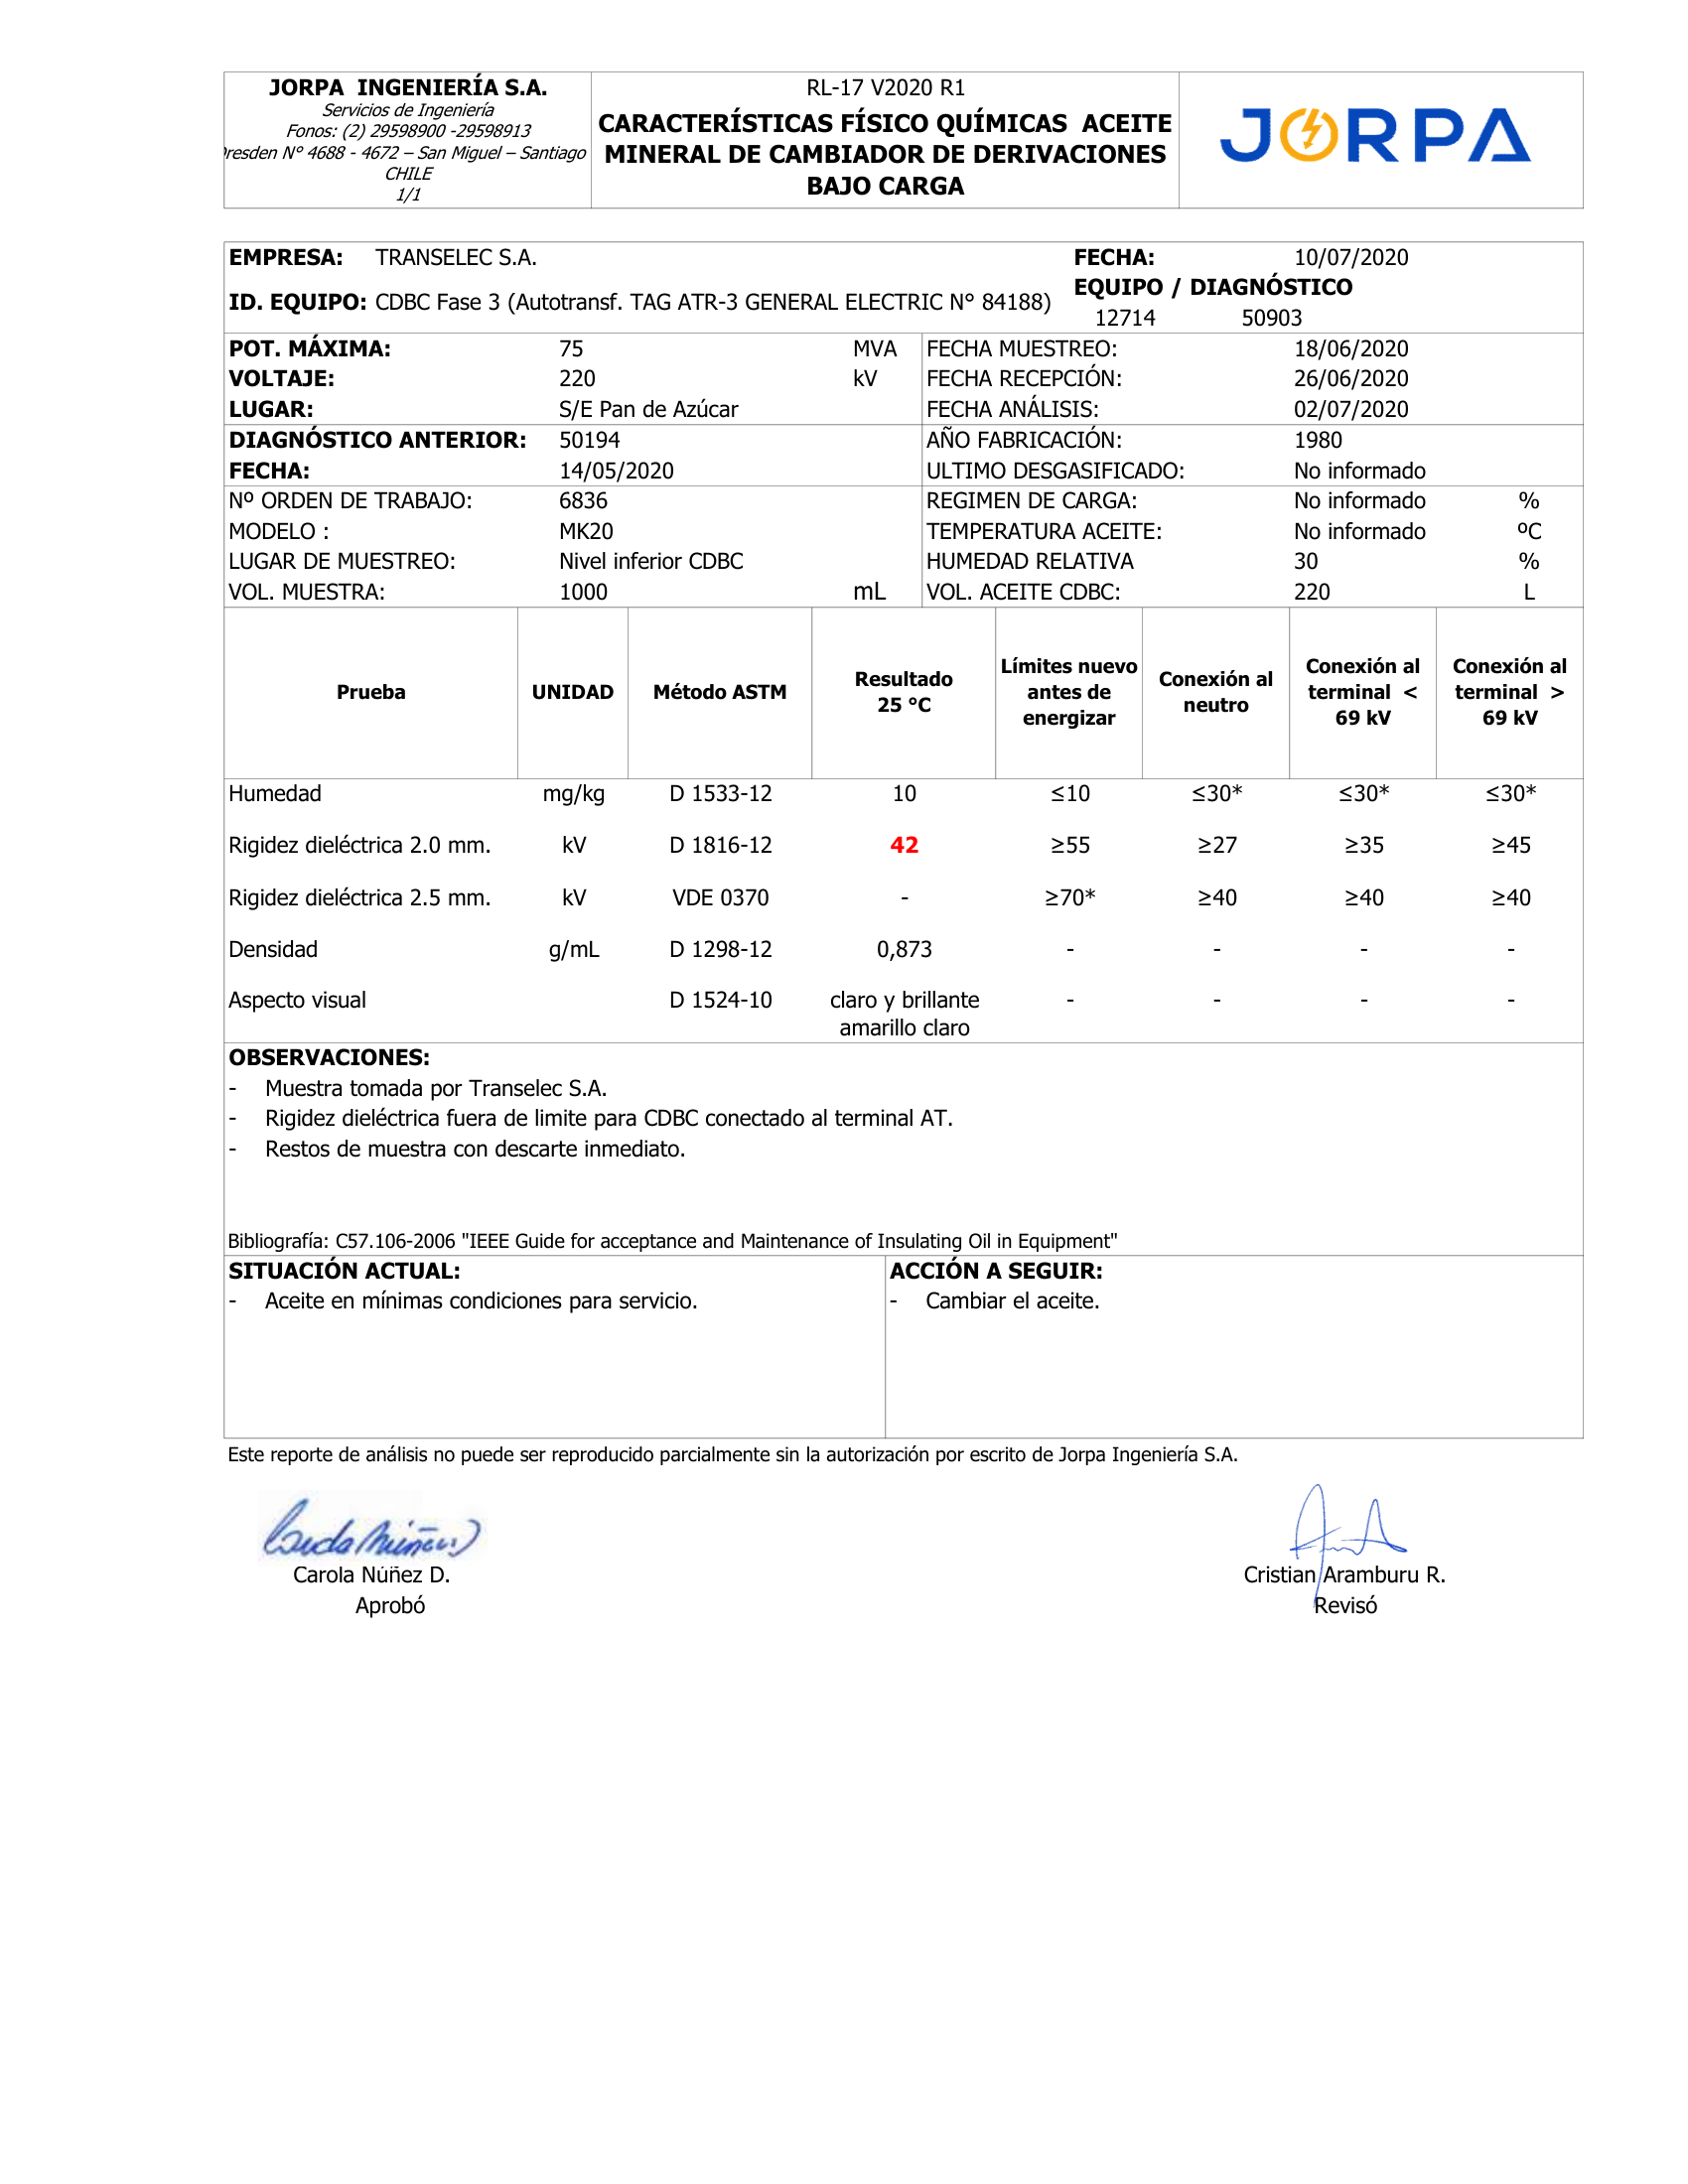 JORPA INGENIERÍA S.A.
Servicios de Ingeniería
Fonos: (2) 29598900 -29598913
resden N° 4688 - 4672 – San Miguel – Santiago
CHILE
1/1
RL-17 V2020 R1
CARACTERÍSTICAS FÍSICO QUÍMICAS ACEITE
MINERAL DE CAMBIADOR DE DERIVACIONES
BAJO CARGA
JORPA
EMPRESA: TRANSELEC S.A. FECHA: 10/07/2020
ID. EQUIPO: CDBC Fase 3 (Autotransf. TAG ATR-3 GENERAL ELECTRIC N° 84188) EQUIPO / DIAGNÓSTICO
12714 50903
POT. MÁXIMA: 75 MVA FECHA MUESTREO: 18/06/2020
VOLTAJE: 220 kV FECHA RECEPCIÓN: 26/06/2020
LUGAR: S/E Pan de Azúcar FECHA ANÁLISIS: 02/07/2020
DIAGNÓSTICO ANTERIOR: 50194 AÑO FABRICACIÓN: 1980
FECHA: 14/05/2020 ULTIMO DESGASIFICADO: No informado
Nº ORDEN DE TRABAJO: 6836 REGIMEN DE CARGA: No informado %
MODELO : MK20 TEMPERATURA ACEITE: No informado ºC
LUGAR DE MUESTREO: Nivel inferior CDBC HUMEDAD RELATIVA 30 %
VOL. MUESTRA: 1000 mL VOL. ACEITE CDBC: 220 L
Prueba UNIDAD Método ASTM Resultado 25 °C Límites nuevo antes de energizar Conexión al neutro Conexión al terminal < 69 kV Conexión al terminal > 69 kV
Humedad mg/kg D 1533-12 10 ≤10 ≤30* ≤30* ≤30*
Rigidez dieléctrica 2.0 mm. kV D 1816-12 42 ≥55 ≥27 ≥35 ≥45
Rigidez dieléctrica 2.5 mm. kV VDE 0370 - ≥70* ≥40 ≥40 ≥40
Densidad g/mL D 1298-12 0,873 - - - -
Aspecto visual D 1524-10 claro y brillante - - - -
amarillo claro
OBSERVACIONES:
- Muestra tomada por Transelec S.A.
- Rigidez dieléctrica fuera de limite para CDBC conectado al terminal AT.
- Restos de muestra con descarte inmediato.
Bibliografía: C57.106-2006 "IEEE Guide for acceptance and Maintenance of Insulating Oil in Equipment"
SITUACIÓN ACTUAL:
- Aceite en mínimas condiciones para servicio.
ACCIÓN A SEGUIR:
- Cambiar el aceite.
Este reporte de análisis no puede ser reproducido parcialmente sin la autorización por escrito de Jorpa Ingeniería S.A.
Carola Núñez D.
Aprobó
Cristian Aramburu R.
Revisó